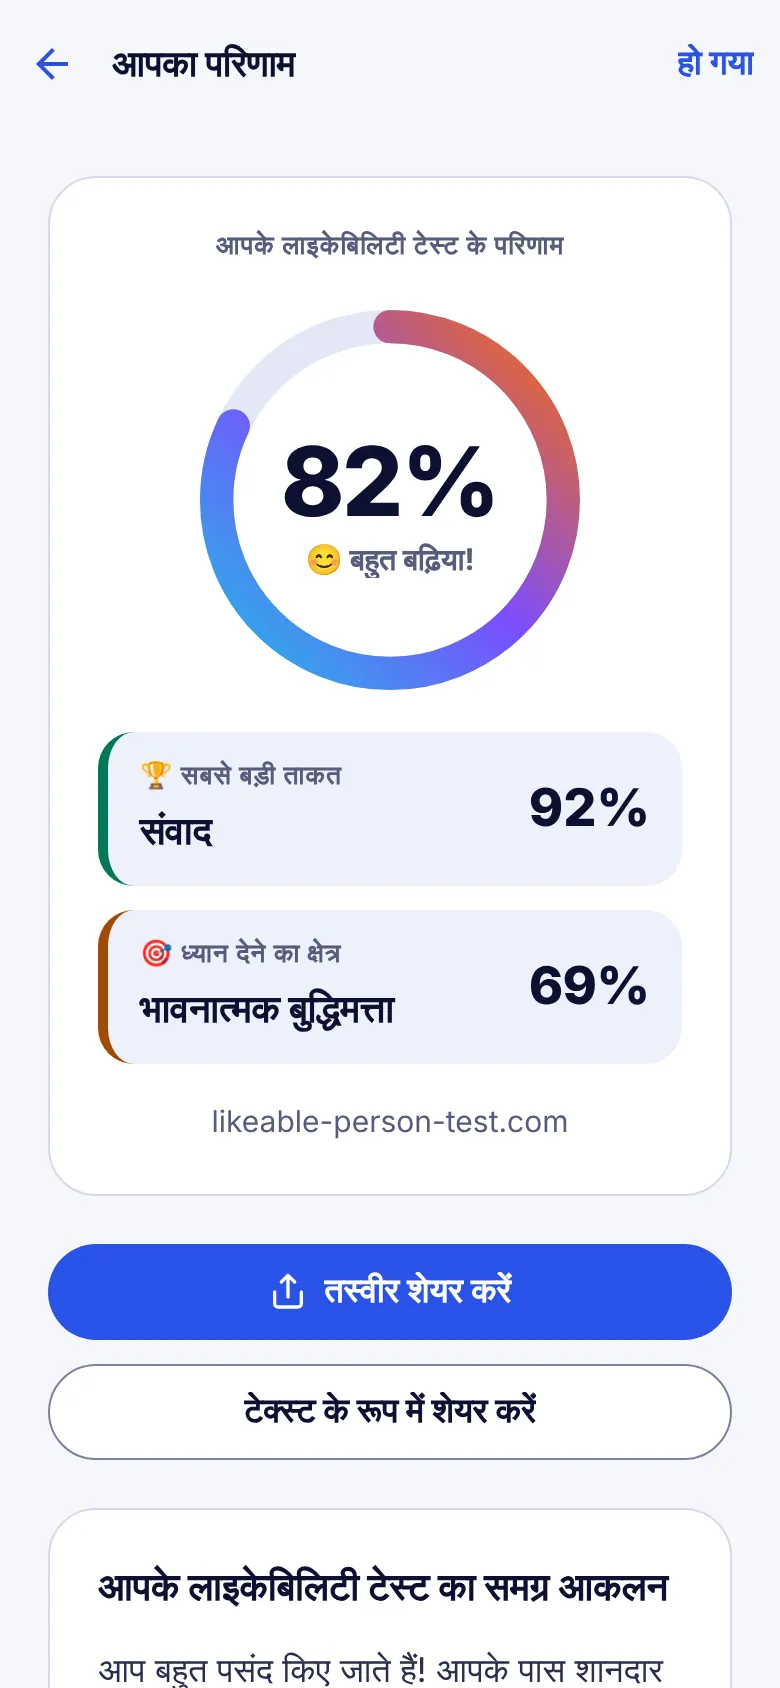 आपका परिणाम
हो गया
आपके लाइकेबिलिटी टेस्ट के परिणाम
82%
😊 बहुत बढ़िया!
🏆 सबसे बड़ी ताकत
संवाद
92%
🎯 ध्यान देने का क्षेत्र
भावनात्मक बुद्धिमत्ता
69%
likeable-person-test.com
तस्वीर शेयर करें
टेक्स्ट के रूप में शेयर करें
आपके लाइकेबिलिटी टेस्ट का समग्र आकलन
आप बहुत पसंद किए जाते हैं! आपके पास शानदार